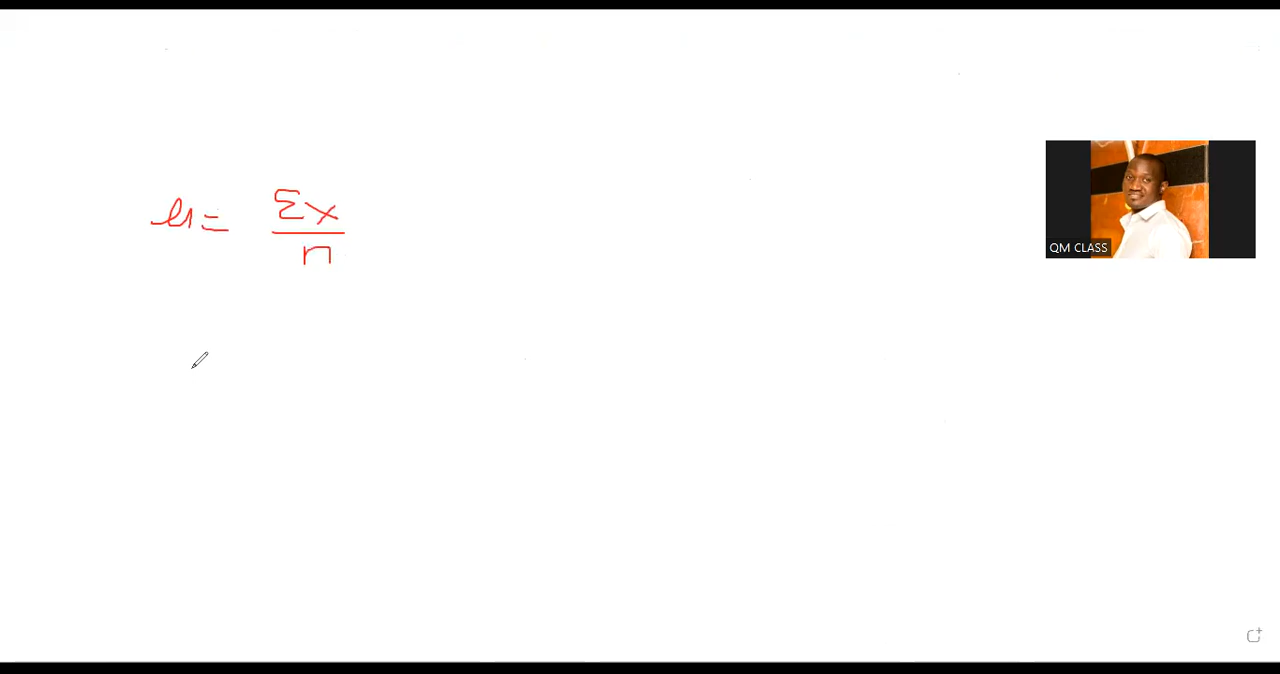 μ = Σx
n
QM CLASS